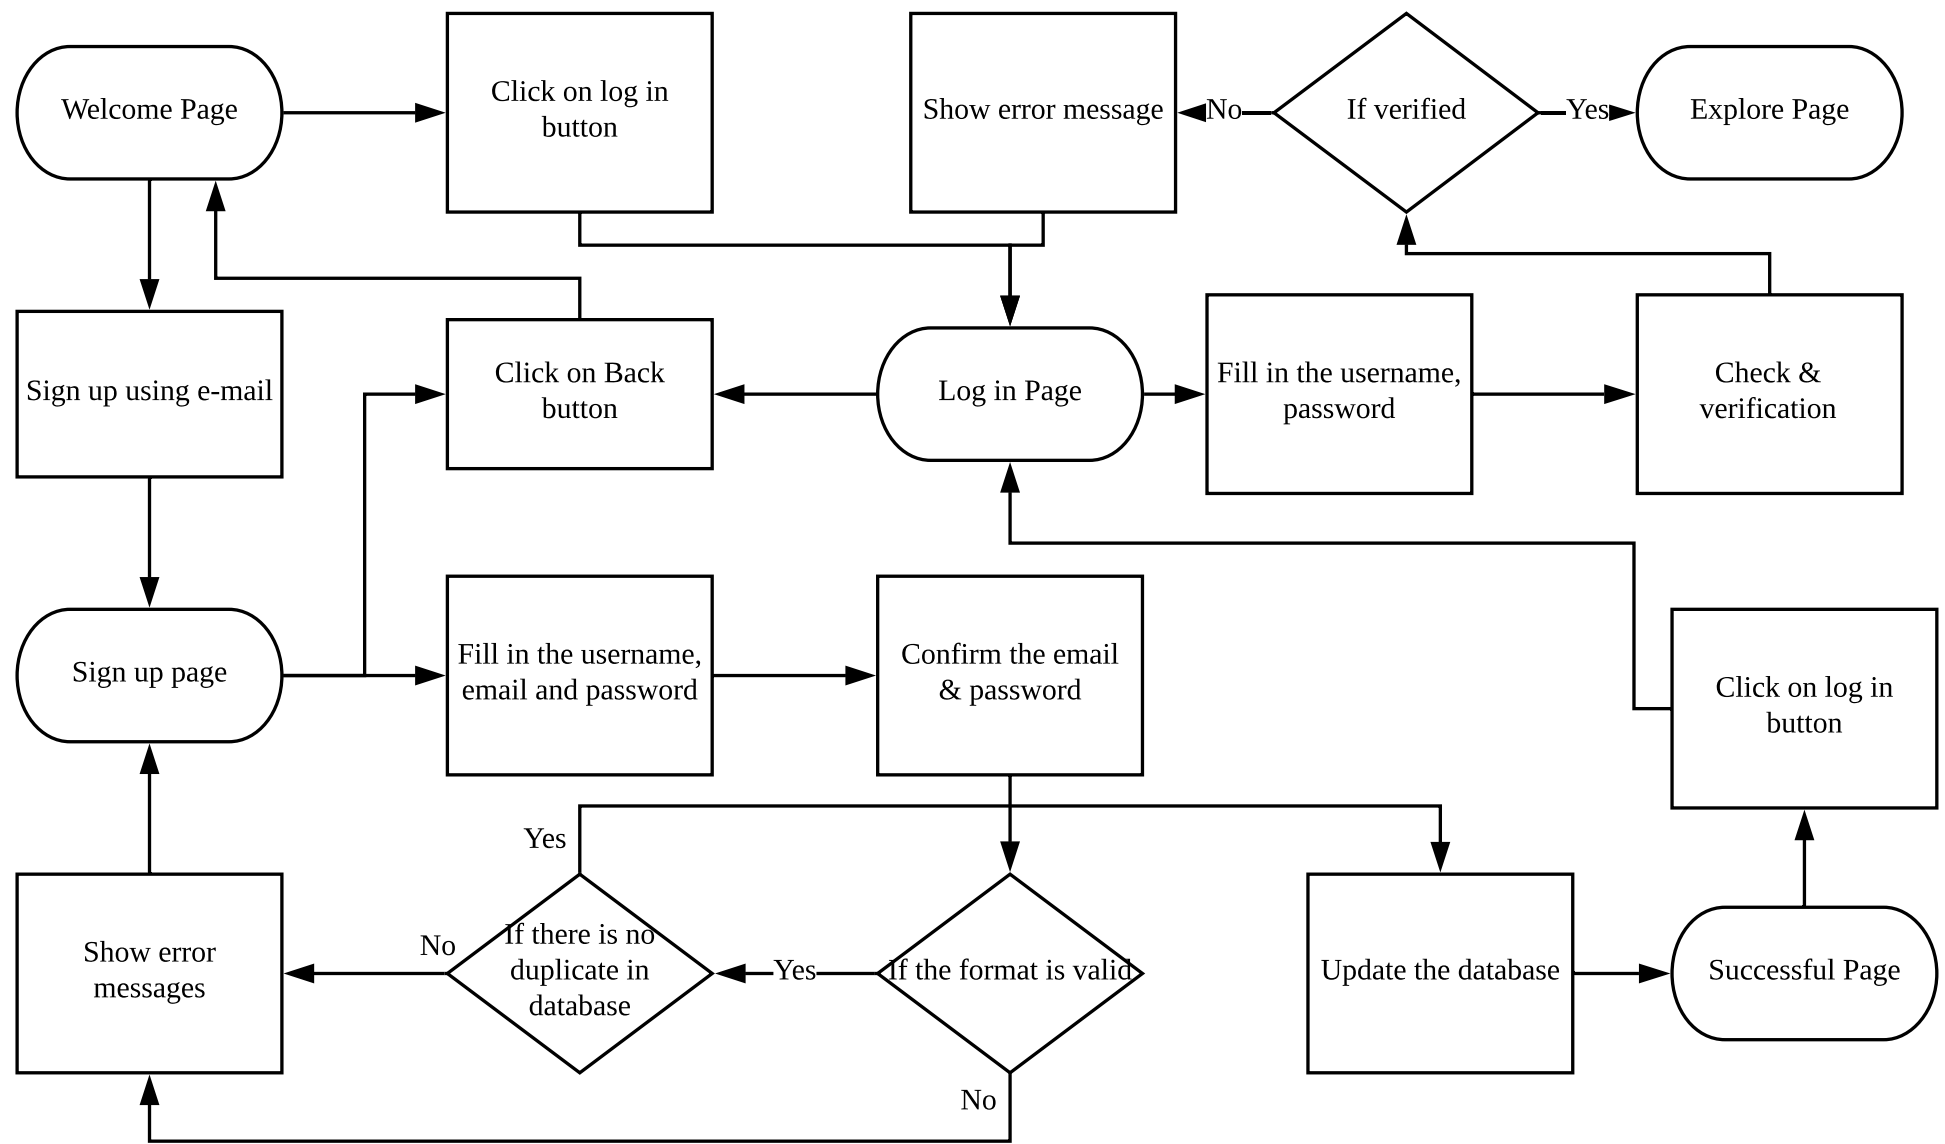 Welcome Page
Click on log in
button
Show error message
No
If verified
Yes
Explore Page
Sign up using e-mail
Click on Back
button
Log in Page
Fill in the username,
password
Check &
verification
Sign up page
Fill in the username,
email and password
Confirm the email
& password
Click on log in
button
Yes
Show error
messages
No
If there is no
duplicate in
database
Yes
If the format is valid
Update the database
Successful Page
No